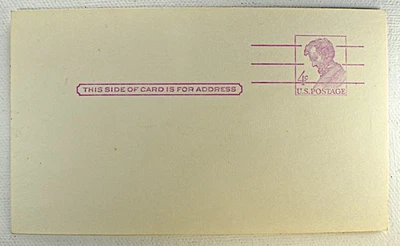 4¢
U.S. POSTAGE
THIS SIDE OF CARD IS FOR ADDRESS